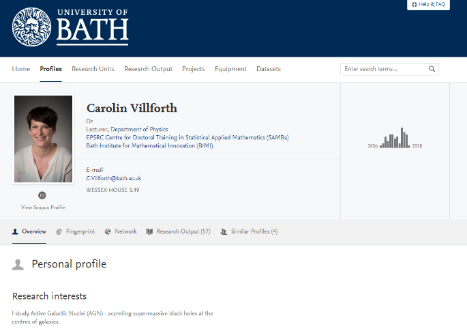 Help & FAQ
UNIVERSITY OF
BATH
Home Profiles Research Units Research Output Projects Equipment Datasets
Enter search terms...
Carolin Villforth
Dr
Lecturer, Department of Physics
EPSRC Centre for Doctoral Training in Statistical Applied Mathematics (SAMBa)
Bath Institute for Mathematical Innovation (BIMI)
2006 2018
E-mail
C.Villforth@bath.ac.uk
WESSEX HOUSE 3.49
View Scopus Profile
Overview Fingerprint Network Research Output (57) Similar Profiles (4)
Personal profile
Research interests
I study Active Galactic Nuclei (AGN) - accreting supermassive black holes at the
centres of galaxies.